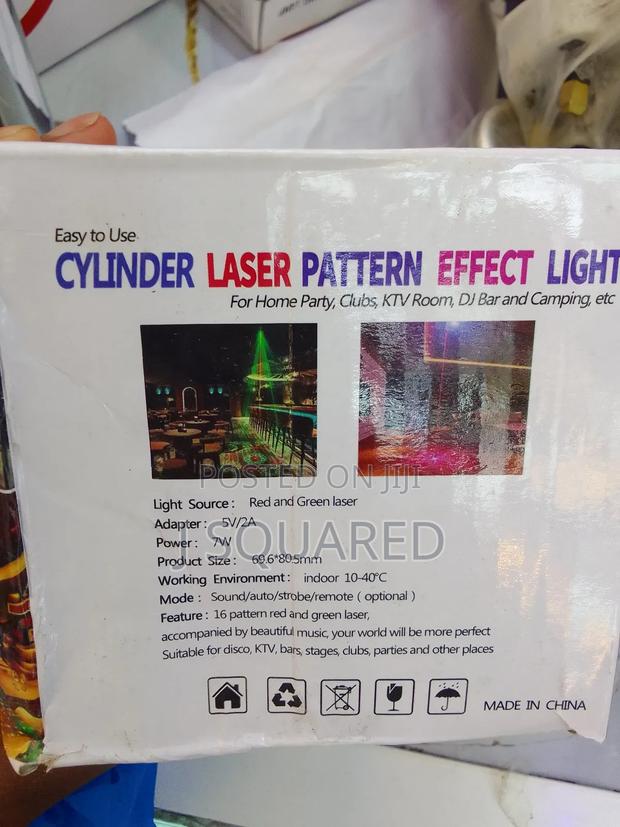 Easy to Use
CYLINDER LASER PATTERN EFFECT LIGHT
For Home Party, Clubs, KTV Room, DJ Bar and Camping, etc
POSTED ON JIJI
Light Source : Red and Green laser
Adapter : 5V/2A
Power : 7W
J SQUARED
Product Size : 69.6*80.5mm
Working Environment : indoor 10-40°C
Mode : Sound/auto/strobe/remote ( optional )
Feature : 16 pattern red and green laser,
accompanied by beautiful music, your world will be more perfect
Suitable for disco, KTV, bars, stages, clubs, parties and other places
MADE IN CHINA